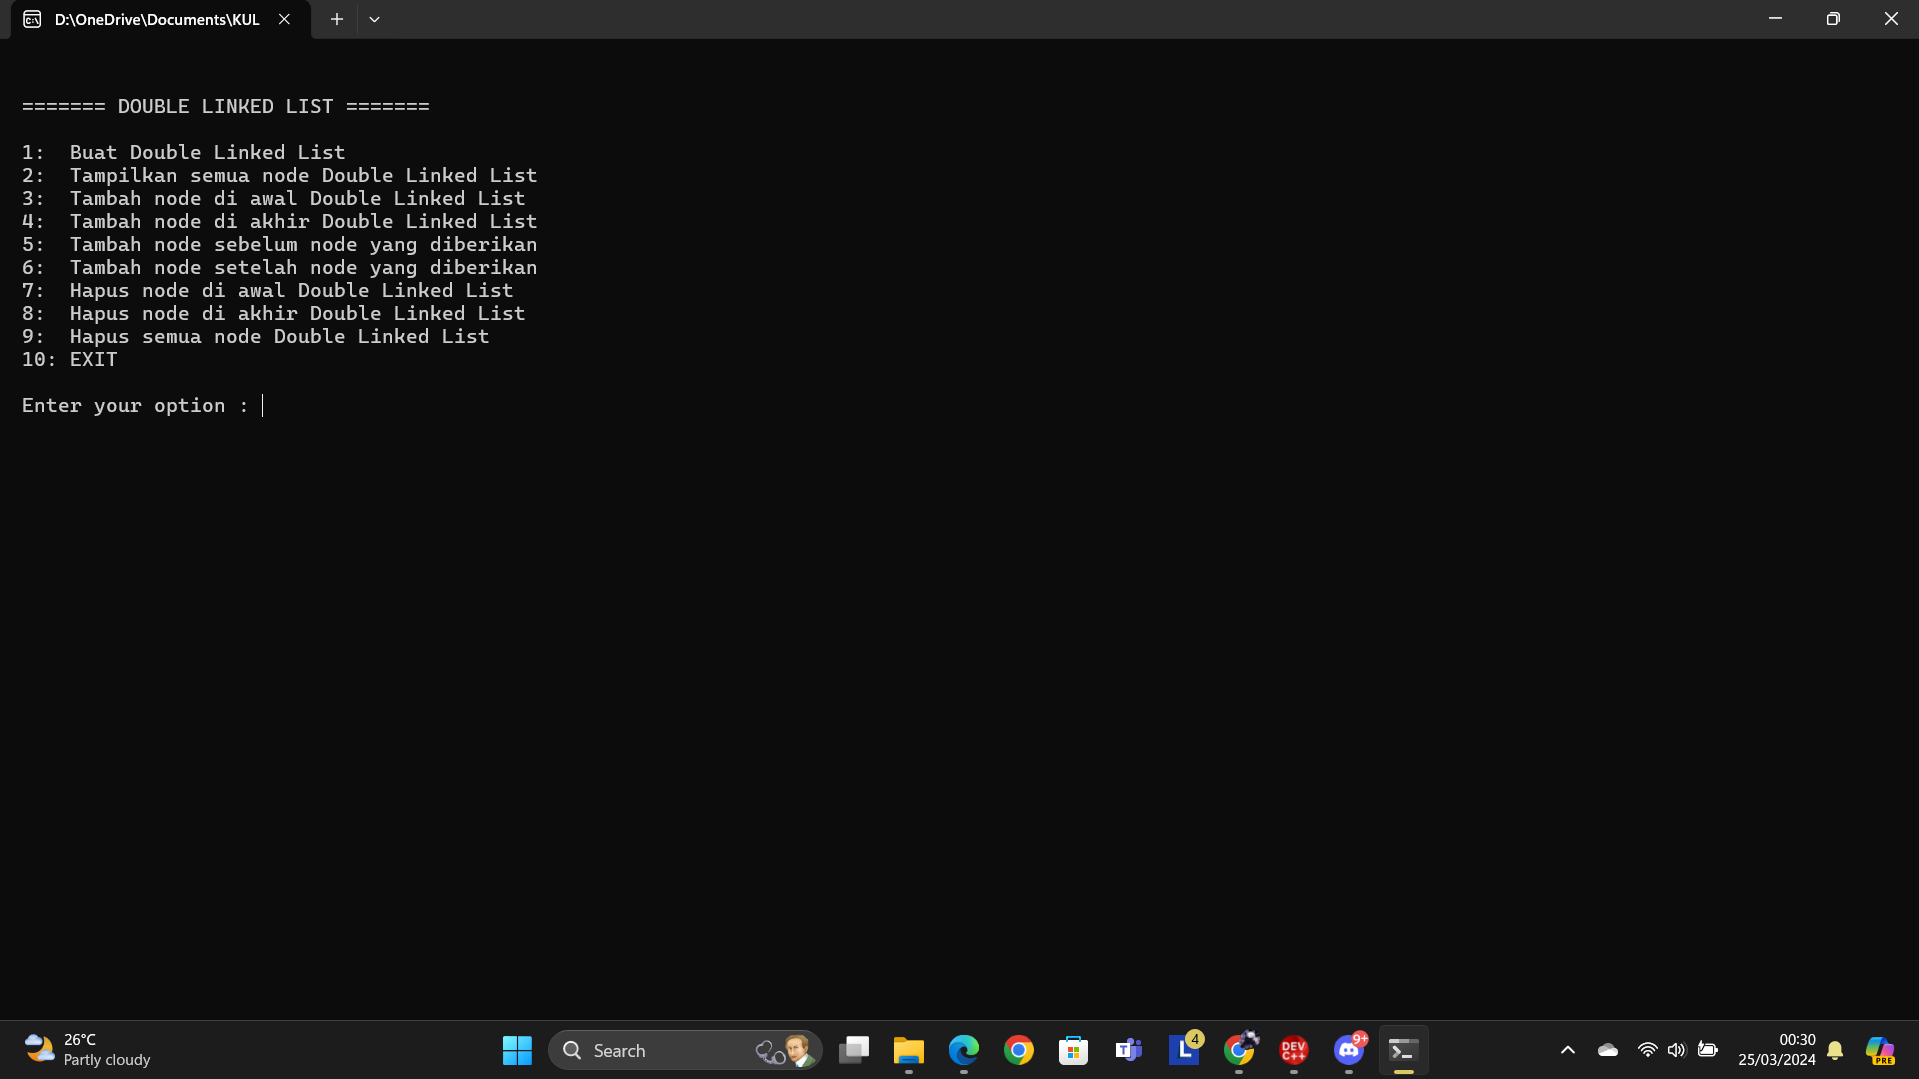 D:\OneDrive\Documents\KUL
======= DOUBLE LINKED LIST =======
1:  Buat Double Linked List
2:  Tampilkan semua node Double Linked List
3:  Tambah node di awal Double Linked List
4:  Tambah node di akhir Double Linked List
5:  Tambah node sebelum node yang diberikan
6:  Tambah node setelah node yang diberikan
7:  Hapus node di awal Double Linked List
8:  Hapus node di akhir Double Linked List
9:  Hapus semua node Double Linked List
10: EXIT
Enter your option :
26°C
Partly cloudy
Search
T
L
4
DEV
C++
9+
00:30
25/03/2024
PRE